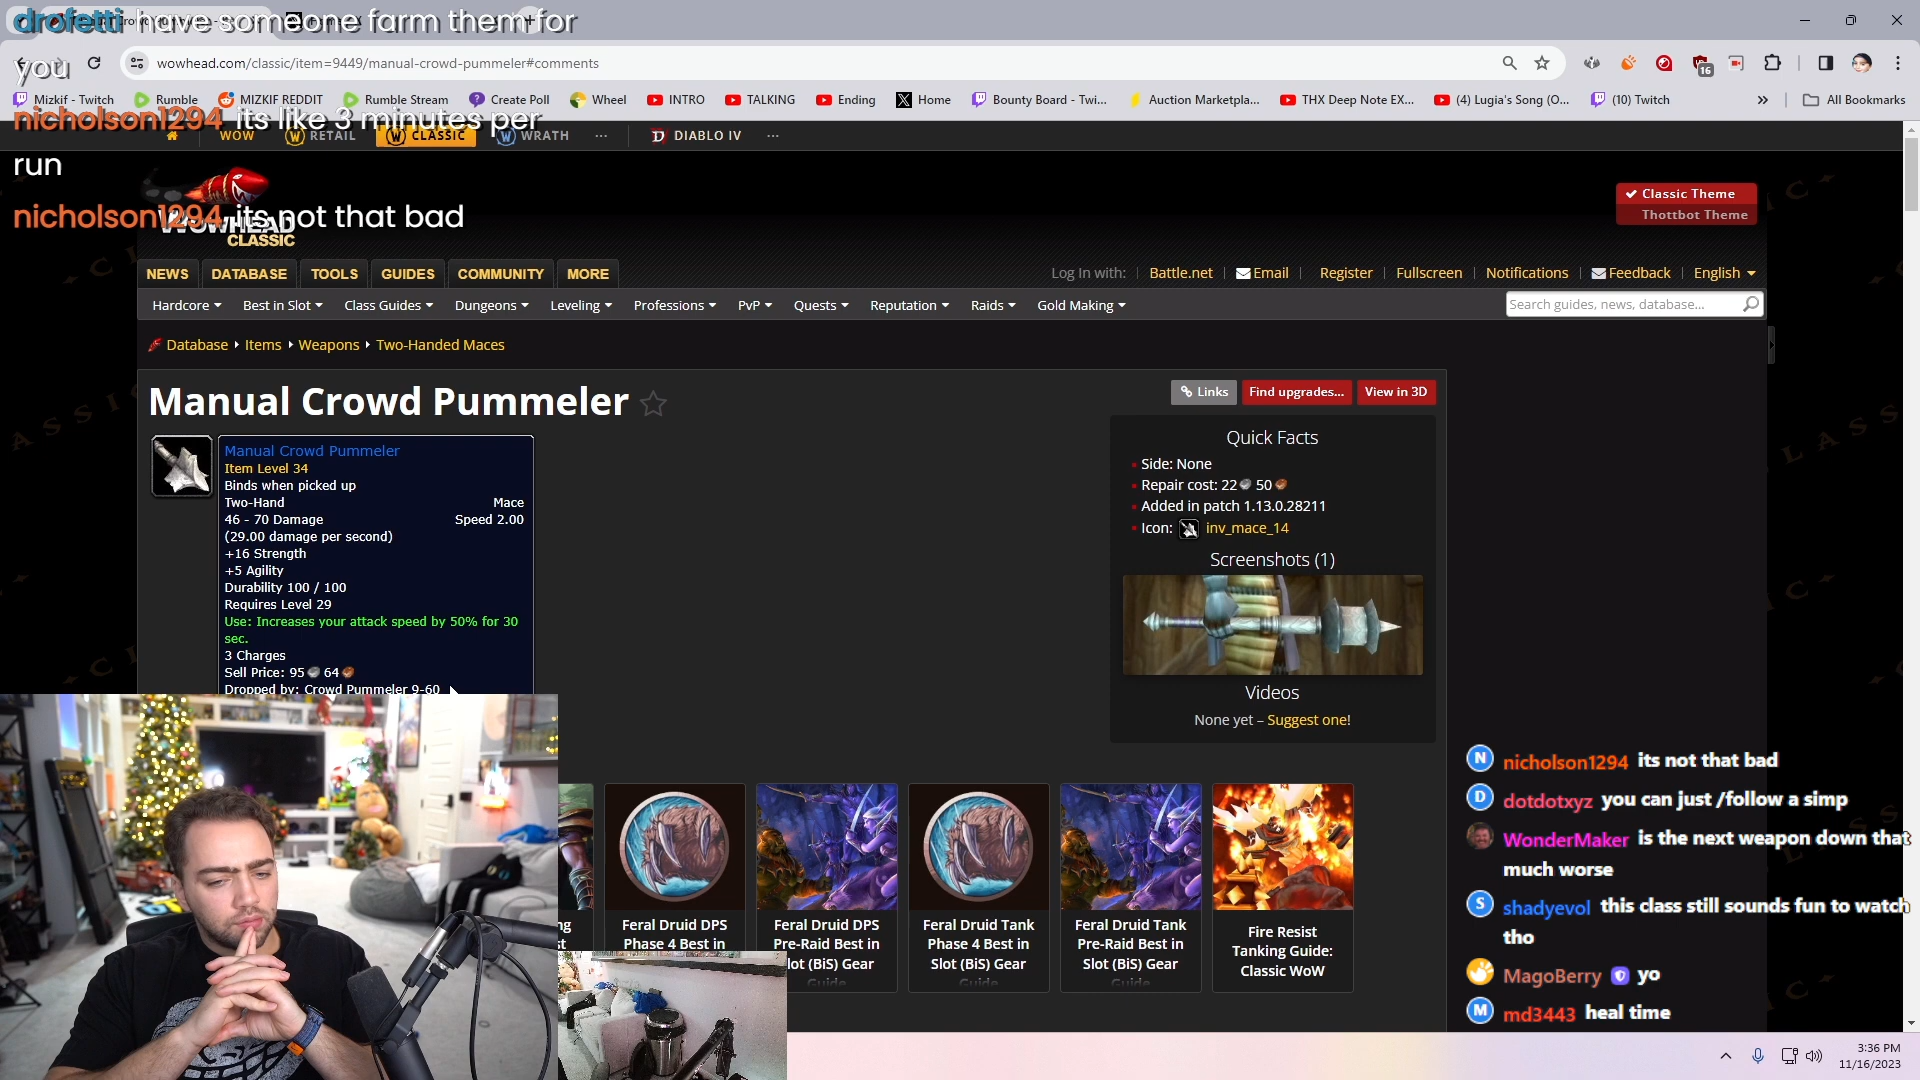 drofetti have someone farm them for
you
nicholson1294 its like 3 minutes per
run
nicholson1294 its not that bad
wowhead.com/classic/item=9449/manual-crowd-pummeler#comments
16
Mizkif - Twitch
Rumble
MIZKIF REDDIT
Rumble Stream
Create Poll
Wheel
INTRO
TALKING
Ending
Home
Bounty Board - Twi...
Auction Marketpla...
THX Deep Note EX...
(4) Lugia's Song (O...
(10) Twitch
All Bookmarks
WOW
RETAIL
CLASSIC
WRATH
DIABLO IV
WOWHEAD
CLASSIC
Classic Theme
Thottbot Theme
NEWS DATABASE TOOLS GUIDES COMMUNITY MORE
Log In with: Battle.net Email Register Fullscreen Notifications Feedback English
Hardcore Best in Slot Class Guides Dungeons Leveling Professions PvP Quests Reputation Raids Gold Making
Search guides, news, database...
Database Items Weapons Two-Handed Maces
Manual Crowd Pummeler
Links Find upgrades... View in 3D
Manual Crowd Pummeler
Item Level 34
Binds when picked up
Two-Hand Mace
46 - 70 Damage Speed 2.00
(29.00 damage per second)
+16 Strength
+5 Agility
Durability 100 / 100
Requires Level 29
Use: Increases your attack speed by 50% for 30
sec.
3 Charges
Sell Price: 95 64
Dropped by: Crowd Pummeler 9-60
Quick Facts
Side: None
Repair cost: 22 50
Added in patch 1.13.0.28211
Icon: inv_mace_14
Screenshots (1)
Videos
None yet – Suggest one!
ng
st
Feral Druid DPS
Phase 4 Best in
Feral Druid DPS
Pre-Raid Best in
Slot (BiS) Gear
Guide
Feral Druid Tank
Phase 4 Best in
Slot (BiS) Gear
Guide
Feral Druid Tank
Pre-Raid Best in
Slot (BiS) Gear
Guide
Fire Resist
Tanking Guide:
Classic WoW
N nicholson1294 its not that bad
D dotdotxyz you can just /follow a simp
WonderMaker is the next weapon down that
much worse
S shadyevol this class still sounds fun to watch
tho
MagoBerry yo
M md3443 heal time
3:36 PM
11/16/2023